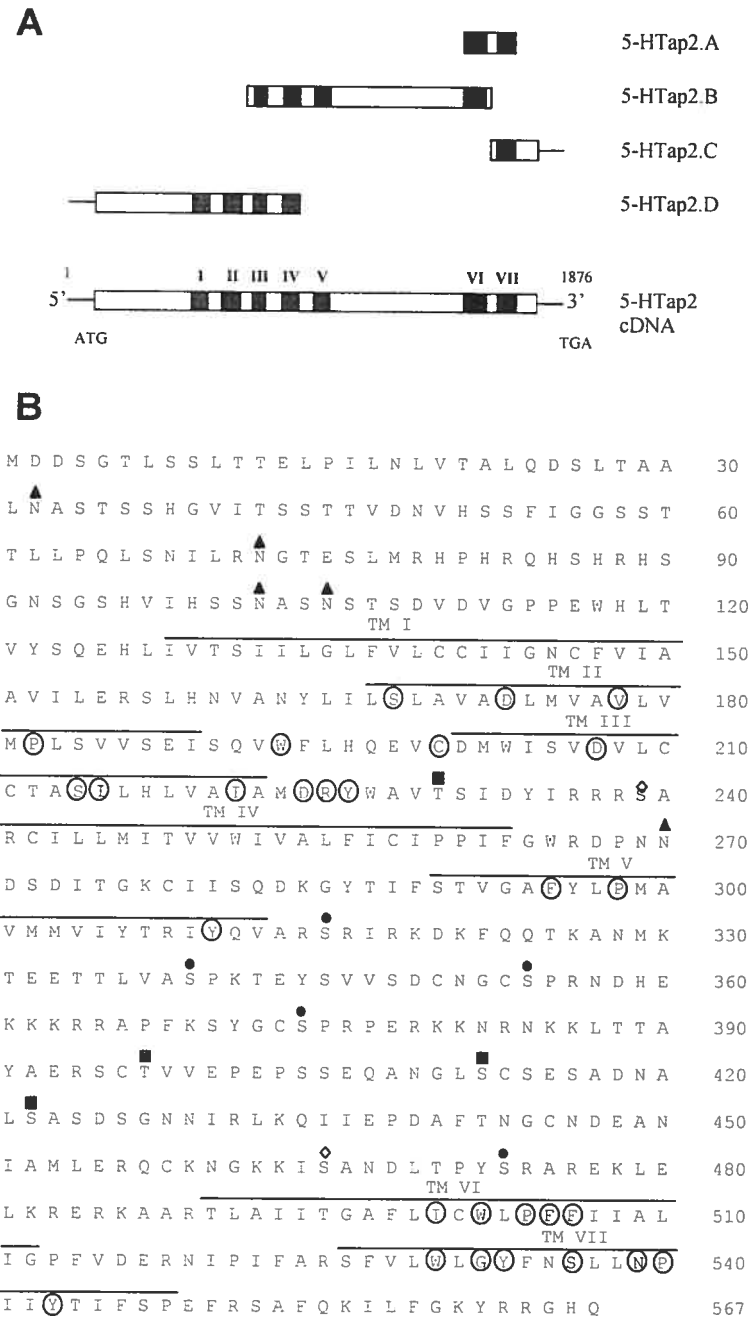 A
5-HTap2.A
5-HTap2.B
5-HTap2.C
5-HTap2.D
1 I II III IV V VI VII 1876
5' 3' 5-HTap2
cDNA
ATG TGA
B
M D D S G T L S S L T T E L P I L N L V T A L Q D S L T A A 30
L N A S T S S H G V I T S S T T V D N V H S S F I G G S S T 60
T L L P Q L S N I L R N G T E S L M R H P H R Q H S H R H S 90
G N S G S H V I H S S N A S N S T S D V D V G P P E W H L T 120
TM I
V Y S Q E H L I V T S I I L G L F V L C C I I G N C F V I A 150
TM II
A V I L E R S L H N V A N Y L I L S L A V A D L M V A V L V 180
TM III
M P L S V V S E I S Q V W F L H Q E V C D M W I S V D V L C 210
C T A S I L H L V A I A M D R Y W A V T S I D Y I R R R S A 240
TM IV
R C I L L M I T V V W I V A L F I C I P P I F G W R D P N N 270
TM V
D S D I T G K C I I S Q D K G Y T I F S T V G A F Y L P M A 300
V M M V I Y T R I Y Q V A R S R I R K D K F Q Q T K A N M K 330
T E E T T L V A S P K T E Y S V V S D C N G C S P R N D H E 360
K K K R R A P F K S Y G C S P R P E R K K N R N K K L T T A 390
Y A E R S C T V V E P E P S S E Q A N G L S C S E S A D N A 420
L S A S D S G N N I R L K Q I I E P D A F T N G C N D E A N 450
I A M L E R Q C K N G K K I S A N D L T P Y S R A R E K L E 480
TM VI
L K R E R K A A R T L A I I T G A F L I C W L P F F I I A L 510
TM VII
I G P F V D E R N I P I F A R S F V L W L G Y F N S L L N P 540
I I Y T I F S P E F R S A F Q K I L F G K Y R R G H Q 567